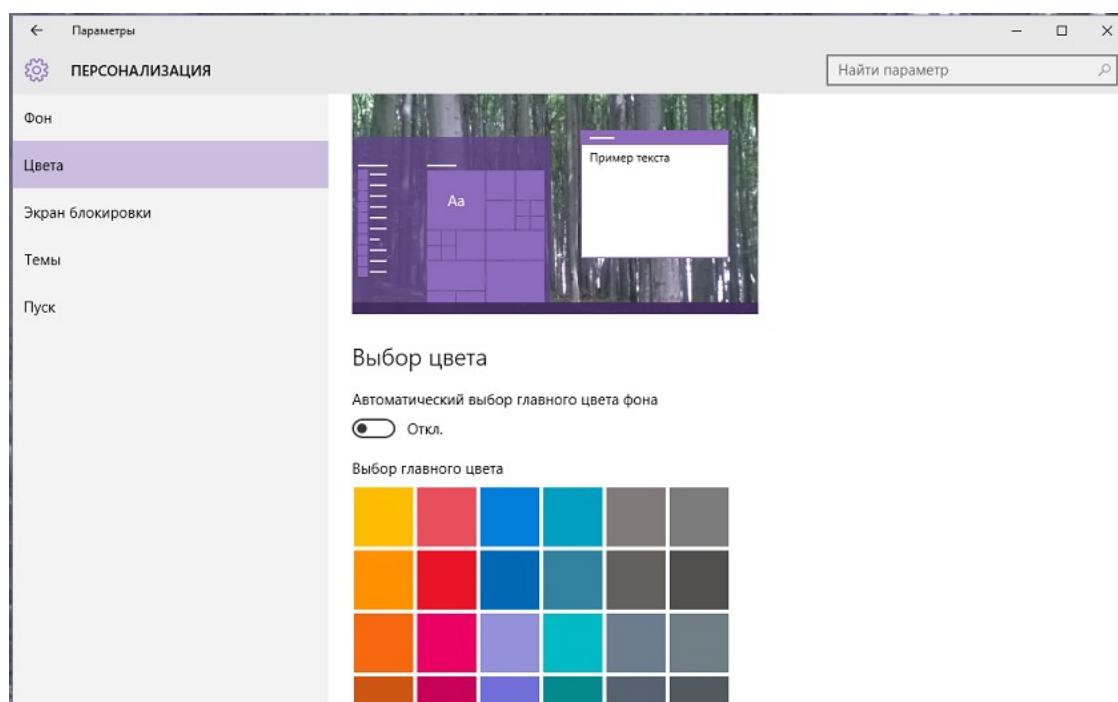 Параметры
ПЕРСОНАЛИЗАЦИЯ
Найти параметр
Фон
Цвета
Экран блокировки
Темы
Пуск
Aa
Пример текста
Выбор цвета
Автоматический выбор главного цвета фона
Откл.
Выбор главного цвета